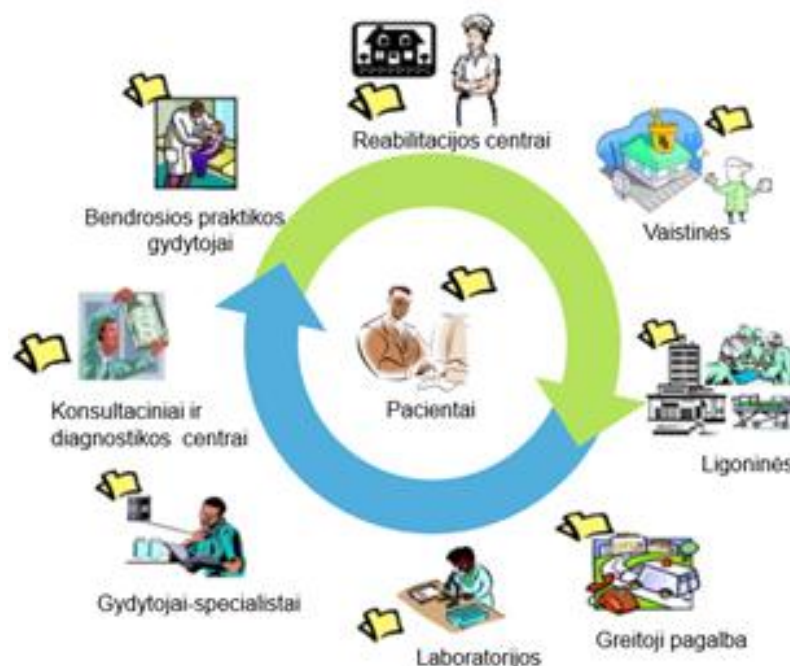 Reabilitacijos centrai
Vaistinės
Bendrosios praktikos
gydytojai
Pacientai
Konsultaciniai ir
diagnostikos centrai
Ligoninės
Gydytojai-specialistai
Laboratorijos
Greitoji pagalba